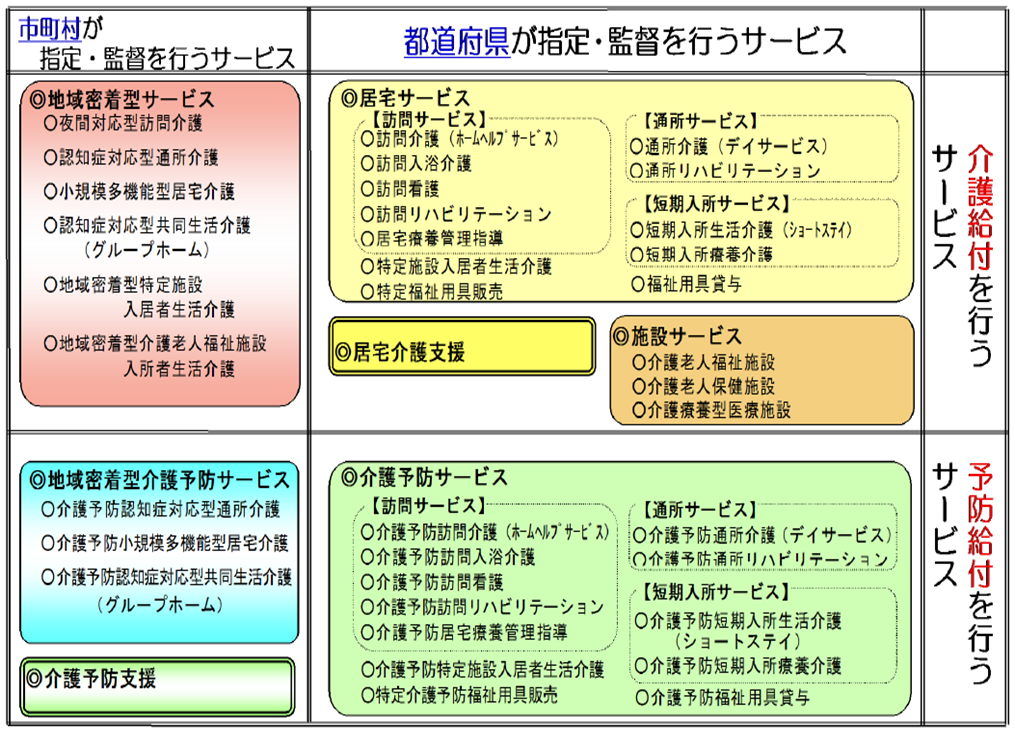 市町村が
指定・監督を行うサービス
都道府県が指定・監督を行うサービス
◎地域密着型サービス
○夜間対応型訪問介護
○認知症対応型通所介護
○小規模多機能型居宅介護
○認知症対応型共同生活介護
(グループホーム)
○地域密着型特定施設
入居者生活介護
○地域密着型介護老人福祉施設
入所者生活介護
◎居宅サービス
【訪問サービス】
○訪問介護(ホームヘルプサービス)
○訪問入浴介護
○訪問看護
○訪問リハビリテーション
○居宅療養管理指導
○特定施設入居者生活介護
○特定福祉用具販売
【通所サービス】
○通所介護(デイサービス)
○通所リハビリテーション
【短期入所サービス】
○短期入所生活介護(ショートステイ)
○短期入所療養介護
○福祉用具貸与
◎居宅介護支援
◎施設サービス
○介護老人福祉施設
○介護老人保健施設
○介護療養型医療施設
介護給付を行う
サービス
◎地域密着型介護予防サービス
○介護予防認知症対応型通所介護
○介護予防小規模多機能型居宅介護
○介護予防認知症対応型共同生活介護
(グループホーム)
◎介護予防支援
◎介護予防サービス
【訪問サービス】
○介護予防訪問介護(ホームヘルプサービス)
○介護予防訪問入浴介護
○介護予防訪問看護
○介護予防訪問リハビリテーション
○介護予防居宅療養管理指導
○介護予防特定施設入居者生活介護
○特定介護予防福祉用具販売
【通所サービス】
○介護予防通所介護(デイサービス)
○介護予防通所リハビリテーション
【短期入所サービス】
○介護予防短期入所生活介護
(ショートステイ)
○介護予防短期入所療養介護
○介護予防福祉用具貸与
予防給付を行う
サービス